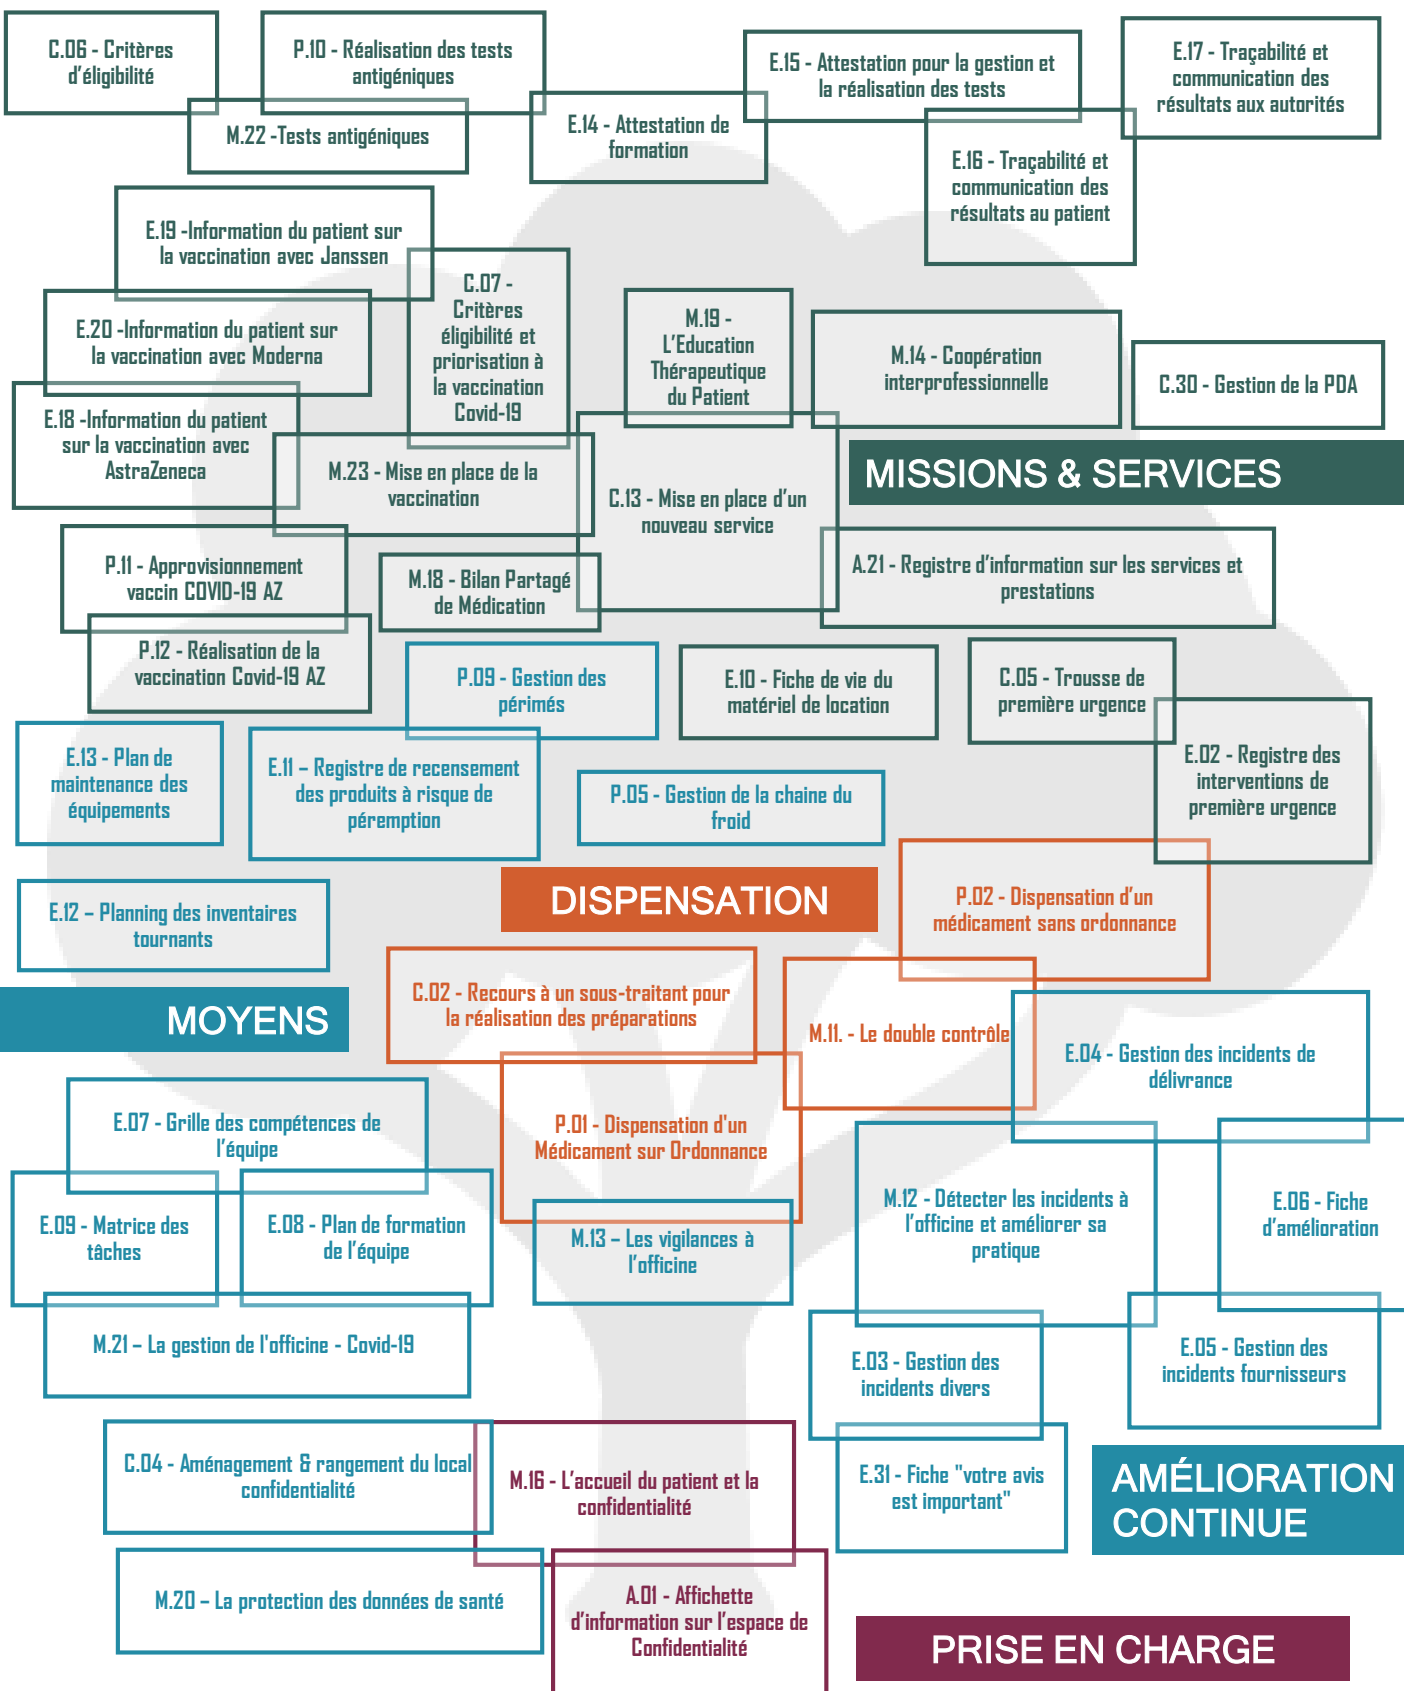 C.06 - Critères
d'éligibilité
P.10 - Réalisation des tests
antigéniques
E.15 - Attestation pour la gestion et
la réalisation des tests
E.17 - Traçabilité et
communication des
résultats aux autorités
M.22 -Tests antigéniques
E.14 - Attestation de
formation
E.16 - Traçabilité et
communication des
résultats au patient
E.19 -Information du patient sur
la vaccination avec Janssen
C.07 -
Critères
éligibilité et
priorisation à
la vaccination
Covid-19
M.19 -
L'Education
Thérapeutique
du Patient
E.20 -Information du patient sur
la vaccination avec Moderna
M.14 - Coopération
interprofessionnelle
C.30 - Gestion de la PDA
E.18 -Information du patient
sur la vaccination avec
AstraZeneca
M.23 - Mise en place de la
vaccination
C.13 - Mise en place d'un
nouveau service
MISSIONS & SERVICES
P.11 - Approvisionnement
vaccin COVID-19 AZ
M.18 - Bilan Partagé
de Médication
A.21 - Registre d'information sur les services et
prestations
P.12 - Réalisation de la
vaccination Covid-19 AZ
P.09 - Gestion des
périmés
E.10 - Fiche de vie du
matériel de location
C.05 - Trousse de
première urgence
E.02 - Registre des
interventions de
première urgence
E.13 - Plan de
maintenance des
équipements
E.11 – Registre de recensement
des produits à risque de
péremption
P.05 - Gestion de la chaine du
froid
DISPENSATION
P.02 - Dispensation d'un
médicament sans ordonnance
E.12 – Planning des inventaires
tournants
MOYENS
C.02 - Recours à un sous-traitant pour
la réalisation des préparations
M.11. - Le double contrôle
E.04 - Gestion des incidents de
délivrance
E.07 - Grille des compétences de
l'équipe
P.01 - Dispensation d'un
Médicament sur Ordonnance
E.09 - Matrice des
tâches
E.08 - Plan de formation
de l'équipe
M.13 – Les vigilances à
l'officine
M.12 - Détecter les incidents à
l'officine et améliorer sa
pratique
E.06 - Fiche
d'amélioration
M.21 – La gestion de l'officine - Covid-19
E.03 - Gestion des
incidents divers
E.05 - Gestion des
incidents fournisseurs
C.04 - Aménagement & rangement du local
confidentialité
M.16 - L'accueil du patient et la
confidentialité
E.31 - Fiche "votre avis
est important"
AMÉLIORATION
CONTINUE
M.20 – La protection des données de santé
A.01 - Affichette
d'information sur l'espace de
Confidentialité
PRISE EN CHARGE